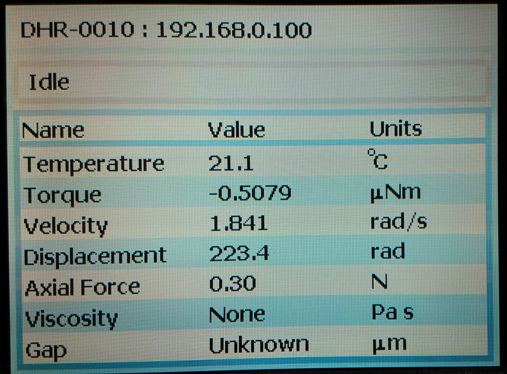 DHR-0010 : 192.168.0.100
Idle
Name Value Units
Temperature 21.1 °C
Torque -0.5079 μNm
Velocity 1.841 rad/s
Displacement 223.4 rad
Axial Force 0.30 N
Viscosity None Pa s
Gap Unknown μm